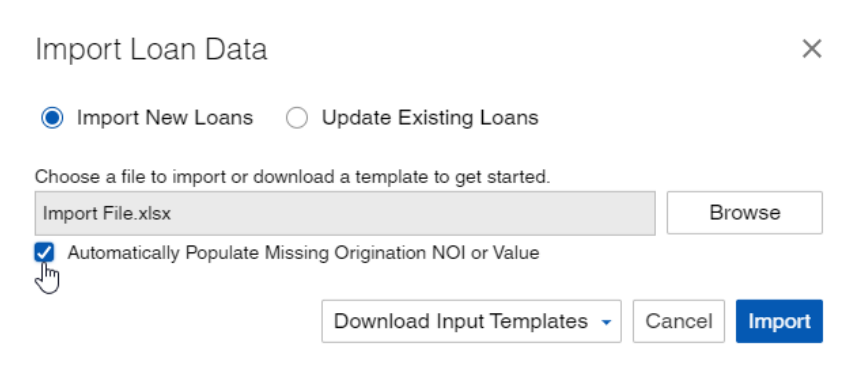 Import Loan Data
Import New Loans Update Existing Loans
Choose a file to import or download a template to get started.
Import File.xlsx Browse
Automatically Populate Missing Origination NOI or Value
Download Input Templates Cancel Import